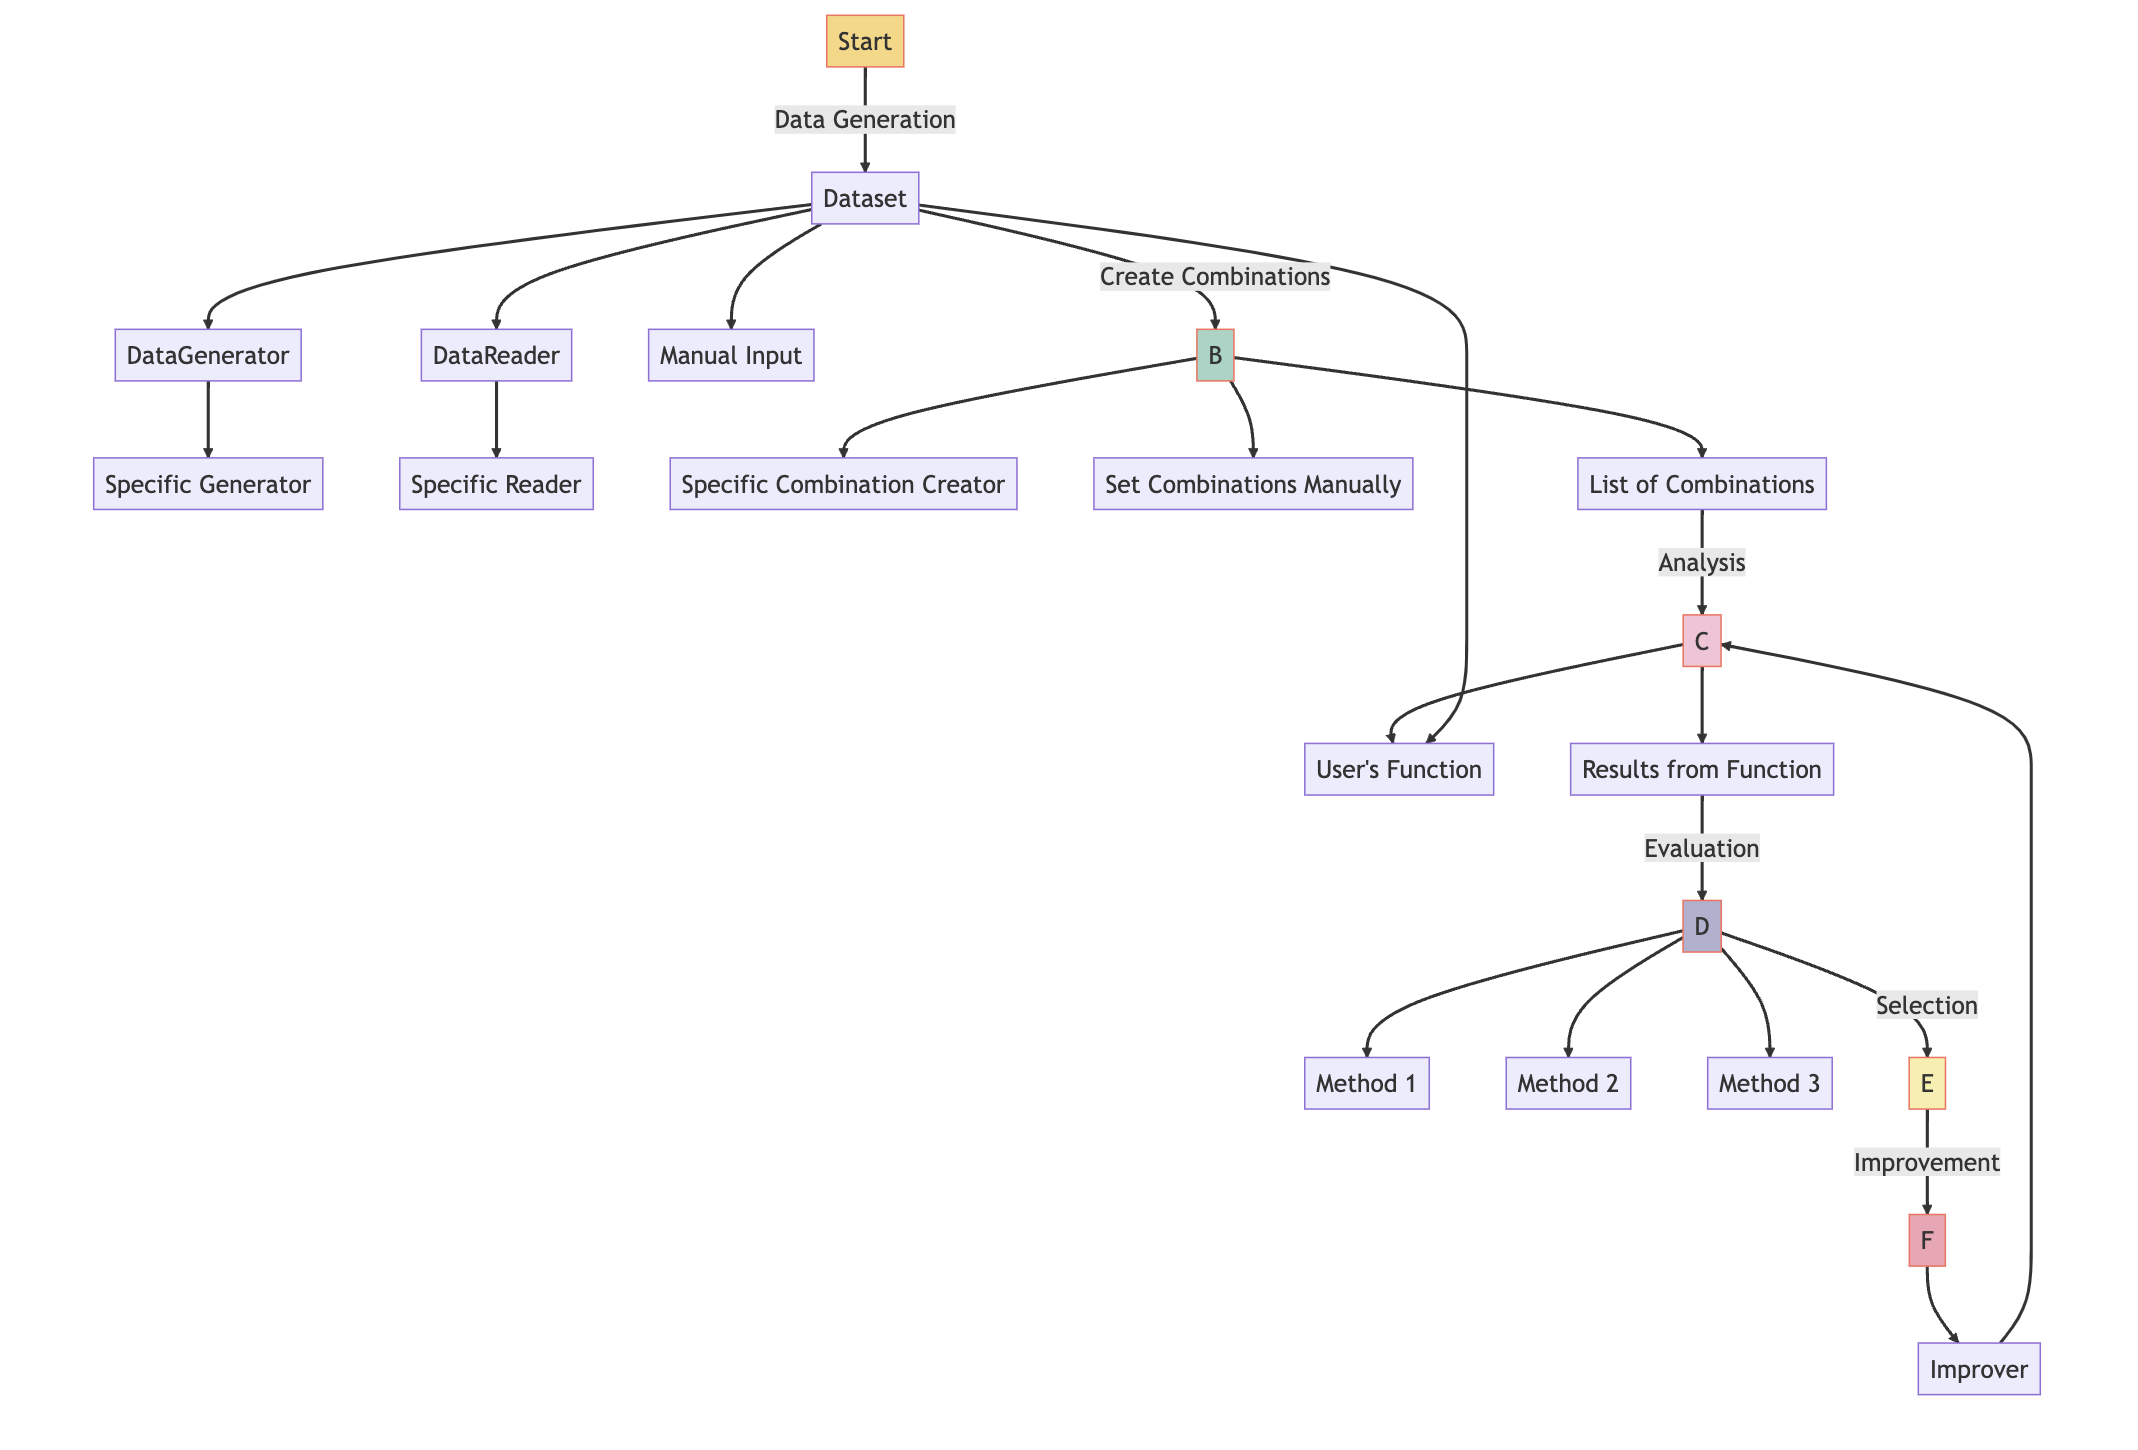 Start
Data Generation
Dataset
Create Combinations
DataGenerator
DataReader
Manual Input
B
Specific Generator
Specific Reader
Specific Combination Creator
Set Combinations Manually
List of Combinations
Analysis
C
User's Function
Results from Function
Evaluation
D
Selection
Method 1
Method 2
Method 3
E
Improvement
F
Improver